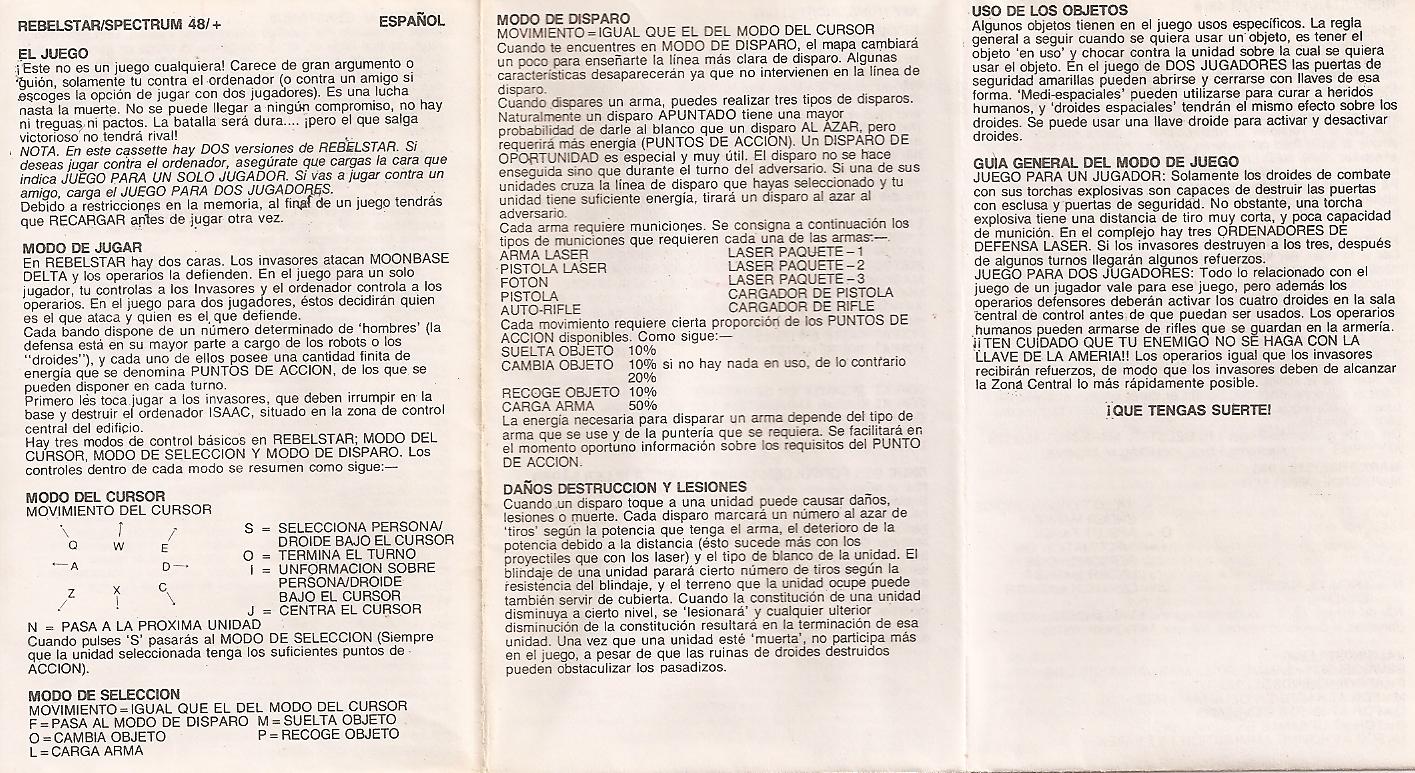 REBELSTAR/SPECTRUM 48/+ ESPAÑOL
EL JUEGO
¡Este no es un juego cualquiera! Carece de gran argumento o
guión, solamente tu contra el ordenador (o contra un amigo si
escoges la opción de jugar con dos jugadores). Es una lucha
hasta la muerte. No se puede llegar a ningún compromiso, no hay
ni treguas ni pactos. La batalla será dura.... ¡pero el que salga
victorioso no tendrá rival!
NOTA. En este cassette hay DOS versiones de REBELSTAR. Si
deseas jugar contra el ordenador, asegúrate que cargas la cara que
indica JUEGO PARA UN SOLO JUGADOR. Si vas a jugar contra un
amigo, carga el JUEGO PARA DOS JUGADORES.
Debido a restricciones en la memoria, al final de un juego tendrás
que RECARGAR antes de jugar otra vez.
MODO DE JUGAR
En REBELSTAR hay dos caras. Los invasores atacan MOONBASE
DELTA y los operarios la defienden. En el juego para un solo
jugador, tu controlas a los Invasores y el ordenador controla a los
operarios. En el juego para dos jugadores, éstos decidirán quien
es el que ataca y quien es el que defiende.
Cada bando dispone de un número determinado de 'hombres' (la
defensa está en su mayor parte a cargo de los robots o los
"droides"), y cada uno de ellos posee una cantidad finita de
energía que se denomina PUNTOS DE ACCION, de los que se
pueden disponer en cada turno.
Primero les toca jugar a los invasores, que deben irrumpir en la
base y destruir el ordenador ISAAC, situado en la zona de control
central del edificio.
Hay tres modos de control básicos en REBELSTAR; MODO DEL
CURSOR, MODO DE SELECCION Y MODO DE DISPARO. Los
controles dentro de cada modo se resumen como sigue:—
MODO DEL CURSOR
MOVIMIENTO DEL CURSOR
Q W E
←A D→
Z X C
S = SELECCIONA PERSONA/
DROIDE BAJO EL CURSOR
O = TERMINA EL TURNO
I = UNFORMACION SOBRE
PERSONA/DROIDE
BAJO EL CURSOR
J = CENTRA EL CURSOR
N = PASA A LA PROXIMA UNIDAD
Cuando pulses 'S' pasarás al MODO DE SELECCION (Siempre
que la unidad seleccionada tenga los suficientes puntos de
ACCION).
MODO DE SELECCION
MOVIMIENTO=IGUAL QUE EL DEL MODO DEL CURSOR
F=PASA AL MODO DE DISPARO M=SUELTA OBJETO
O=CAMBIA OBJETO P=RECOGE OBJETO
L=CARGA ARMA
MODO DE DISPARO
MOVIMIENTO=IGUAL QUE EL DEL MODO DEL CURSOR
Cuando te encuentres en MODO DE DISPARO, el mapa cambiará
un poco para enseñarte la línea más clara de disparo. Algunas
características desaparecerán ya que no intervienen en la línea de
disparo.
Cuando dispares un arma, puedes realizar tres tipos de disparos.
Naturalmente un disparo APUNTADO tiene una mayor
probabilidad de darle al blanco que un disparo AL AZAR, pero
requerirá más energía (PUNTOS DE ACCION). Un DISPARO DE
OPORTUNIDAD es especial y muy útil. El disparo no se hace
enseguida sino que durante el turno del adversario. Si una de sus
unidades cruza la línea de disparo que hayas seleccionado y tu
unidad tiene suficiente energía, tirará un disparo al azar al
adversario.
Cada arma requiere municiones. Se consigna a continuación los
tipos de municiones que requieren cada una de las armas:—.
ARMA LASER LASER PAQUETE–1
PISTOLA LASER LASER PAQUETE–2
FOTON LASER PAQUETE–3
PISTOLA CARGADOR DE PISTOLA
AUTO-RIFLE CARGADOR DE RIFLE
Cada movimiento requiere cierta proporción de los PUNTOS DE
ACCION disponibles. Como sigue:—
SUELTA OBJETO 10%
CAMBIA OBJETO 10% si no hay nada en uso, de lo contrario
20%
RECOGE OBJETO 10%
CARGA ARMA 50%
La energía necesaria para disparar un arma depende del tipo de
arma que se use y de la puntería que se requiera. Se facilitará en
el momento oportuno información sobre los requisitos del PUNTO
DE ACCION.
DAÑOS DESTRUCCION Y LESIONES
Cuando un disparo toque a una unidad puede causar daños,
lesiones o muerte. Cada disparo marcará un número al azar de
'tiros' según la potencia que tenga el arma, el deterioro de la
potencia debido a la distancia (ésto sucede más con los
proyectiles que con los laser) y el tipo de blanco de la unidad. El
blindaje de una unidad parará cierto número de tiros según la
resistencia del blindaje, y el terreno que la unidad ocupe puede
también servir de cubierta. Cuando la constitución de una unidad
disminuya a cierto nivel, se 'lesionará' y cualquier ulterior
disminución de la constitución resultará en la terminación de esa
unidad. Una vez que una unidad esté 'muerta', no participa más
en el juego, a pesar de que las ruinas de droides destruidos
pueden obstaculizar los pasadizos.
USO DE LOS OBJETOS
Algunos objetos tienen en el juego usos específicos. La regla
general a seguir cuando se quiera usar un objeto, es tener el
objeto 'en uso' y chocar contra la unidad sobre la cual se quiera
usar el objeto. En el juego de DOS JUGADORES las puertas de
seguridad amarillas pueden abrirse y cerrarse con llaves de esa
forma. 'Medi-espaciales' pueden utilizarse para curar a heridos
humanos, y 'droides espaciales' tendrán el mismo efecto sobre los
droides. Se puede usar una llave droide para activar y desactivar
droides.
GUIA GENERAL DEL MODO DE JUEGO
JUEGO PARA UN JUGADOR: Solamente los droides de combate
con sus torchas explosivas son capaces de destruir las puertas
con esclusa y puertas de seguridad. No obstante, una torcha
explosiva tiene una distancia de tiro muy corta, y poca capacidad
de munición. En el complejo hay tres ORDENADORES DE
DEFENSA LASER. Si los invasores destruyen a los tres, después
de algunos turnos llegarán algunos refuerzos.
JUEGO PARA DOS JUGADORES: Todo lo relacionado con el
juego de un jugador vale para ese juego, pero además los
operarios defensores deberán activar los cuatro droides en la sala
central de control antes de que puedan ser usados. Los operarios
humanos pueden armarse de rifles que se guardan en la armería.
¡¡TEN CUIDADO QUE TU ENEMIGO NO SE HAGA CON LA
LLAVE DE LA AMERIA!! Los operarios igual que los invasores
recibirán refuerzos, de modo que los invasores deben de alcanzar
la Zona Central lo más rápidamente posible.
¡QUE TENGAS SUERTE!